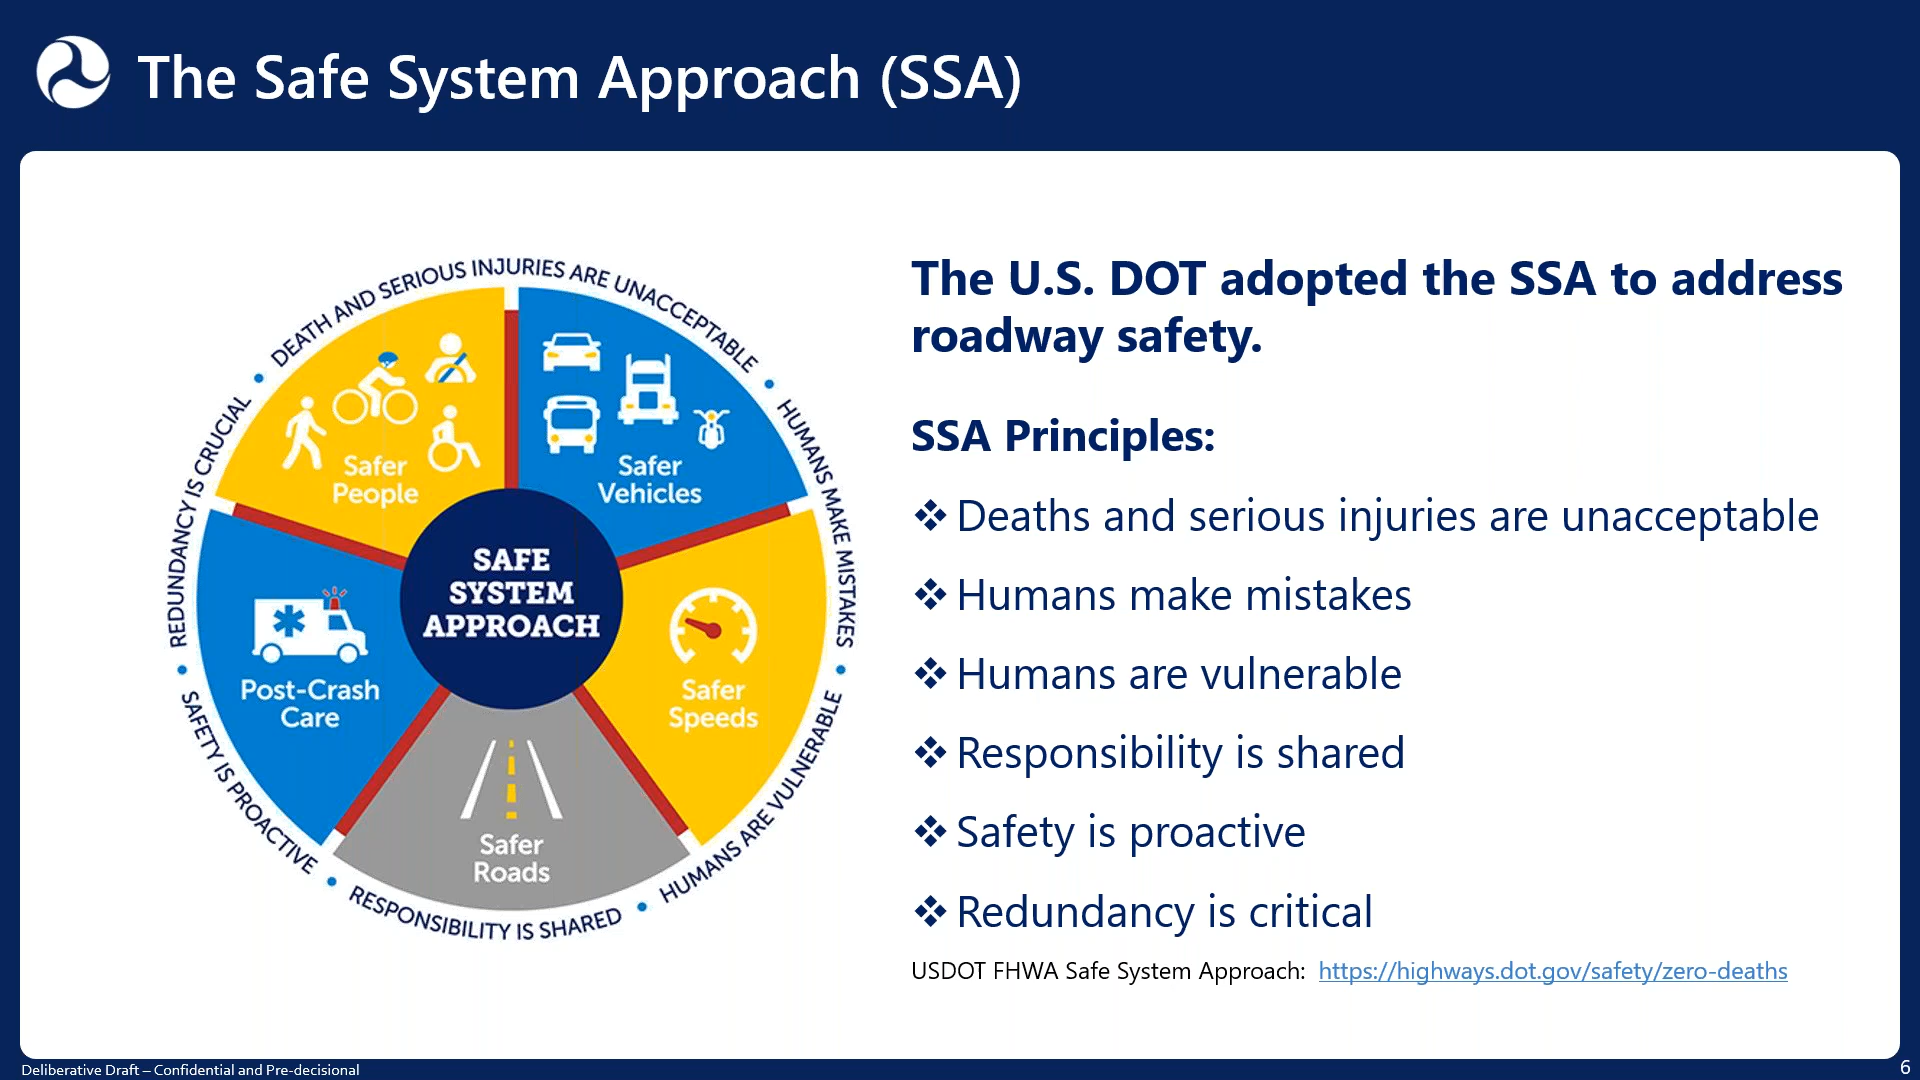 The Safe System Approach (SSA)
DEATH AND SERIOUS INJURIES ARE UNACCEPTABLE
HUMANS MAKE MISTAKES
HUMANS ARE VULNERABLE
RESPONSIBILITY IS SHARED
SAFETY IS PROACTIVE
REDUNDANCY IS CRUCIAL
Safer
People
Safer
Vehicles
SAFE
SYSTEM
APPROACH
Post-Crash
Care
Safer
Speeds
Safer
Roads
The U.S. DOT adopted the SSA to address
roadway safety.
SSA Principles:
❖ Deaths and serious injuries are unacceptable
❖ Humans make mistakes
❖ Humans are vulnerable
❖ Responsibility is shared
❖ Safety is proactive
❖ Redundancy is critical
USDOT FHWA Safe System Approach: https://highways.dot.gov/safety/zero-deaths
Deliberative Draft – Confidential and Pre-decisional
6